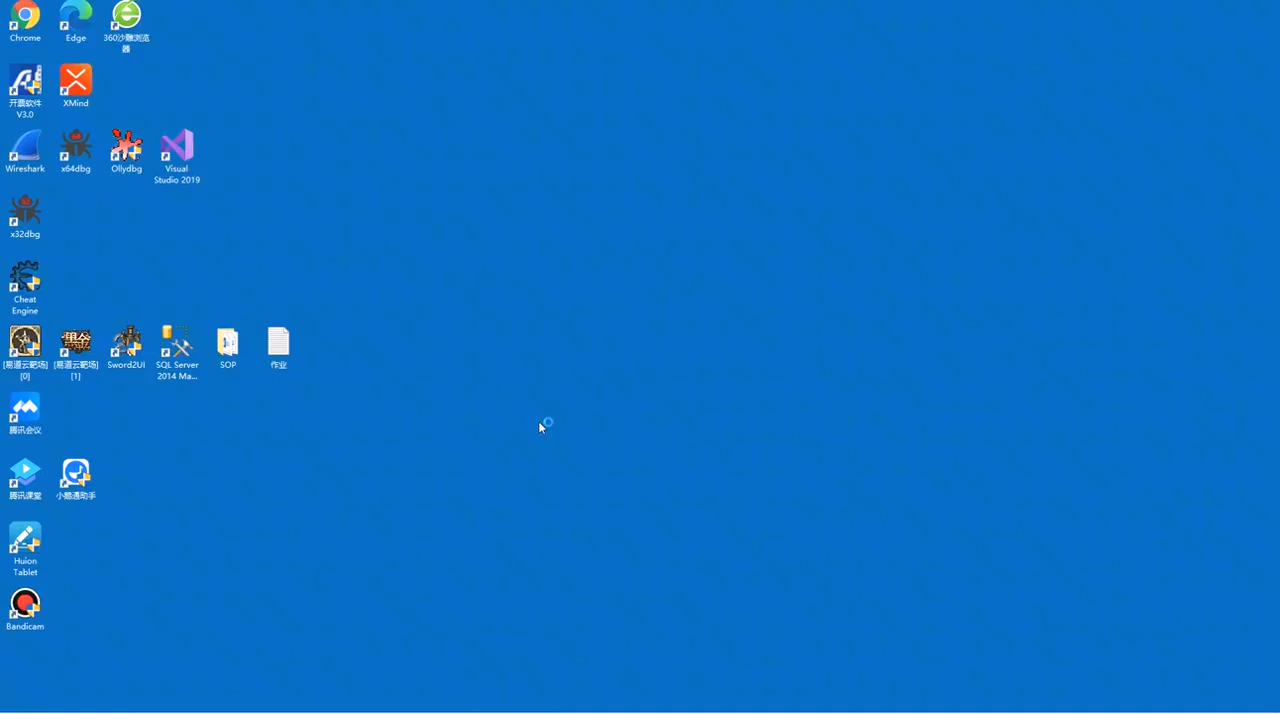 Chrome
Edge
360沙雕浏览
器
开票软件
V3.0
XMind
Wireshark
x64dbg
Ollydbg
Visual
Studio 2019
x32dbg
Cheat
Engine
[易道云靶场]
[0]
[易道云靶场]
[1]
Sword2UI
SQL Server
2014 Ma...
SOP
作业
腾讯会议
腾讯课堂
小鹅通助手
Huion
Tablet
Bandicam